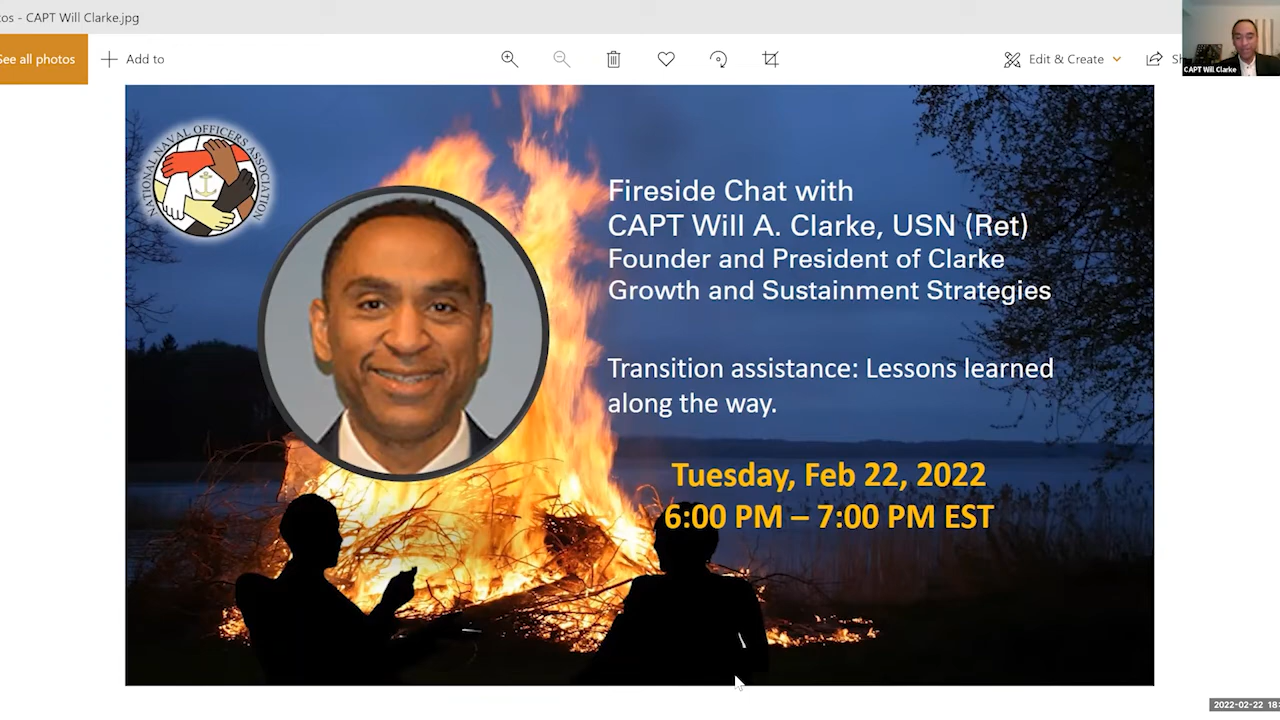 os - CAPT Will Clarke.jpg
See all photos
Add to
Edit & Create
CAPT Will Clarke
NATIONAL NAVAL OFFICERS ASSOCIATION
Fireside Chat with
CAPT Will A. Clarke, USN (Ret)
Founder and President of Clarke
Growth and Sustainment Strategies
Transition assistance: Lessons learned
along the way.
Tuesday, Feb 22, 2022
6:00 PM – 7:00 PM EST
2022-02-22 18